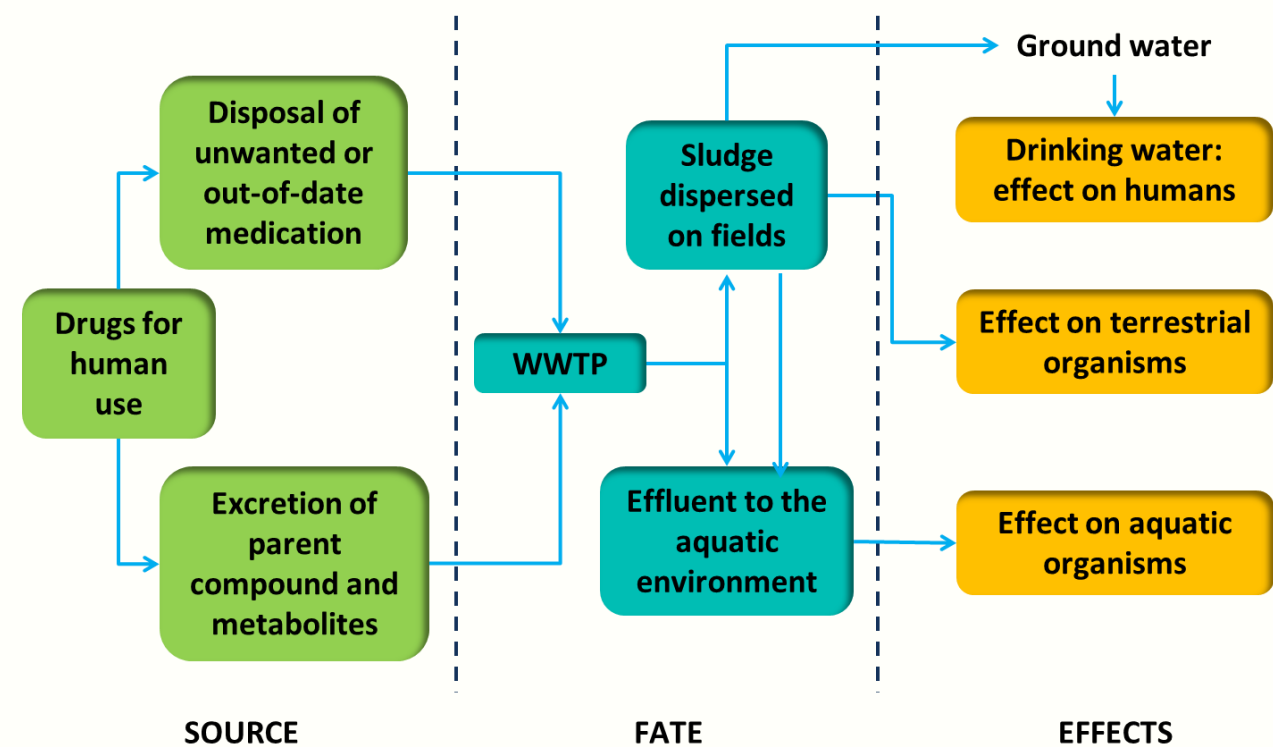 Disposal of
unwanted or
out-of-date
medication
Drugs for
human
use
Excretion of
parent
compound and
metabolites
SOURCE
WWTP
Sludge
dispersed
on fields
Effluent to the
aquatic
environment
FATE
Ground water
Drinking water:
effect on humans
Effect on terrestrial
organisms
Effect on aquatic
organisms
EFFECTS